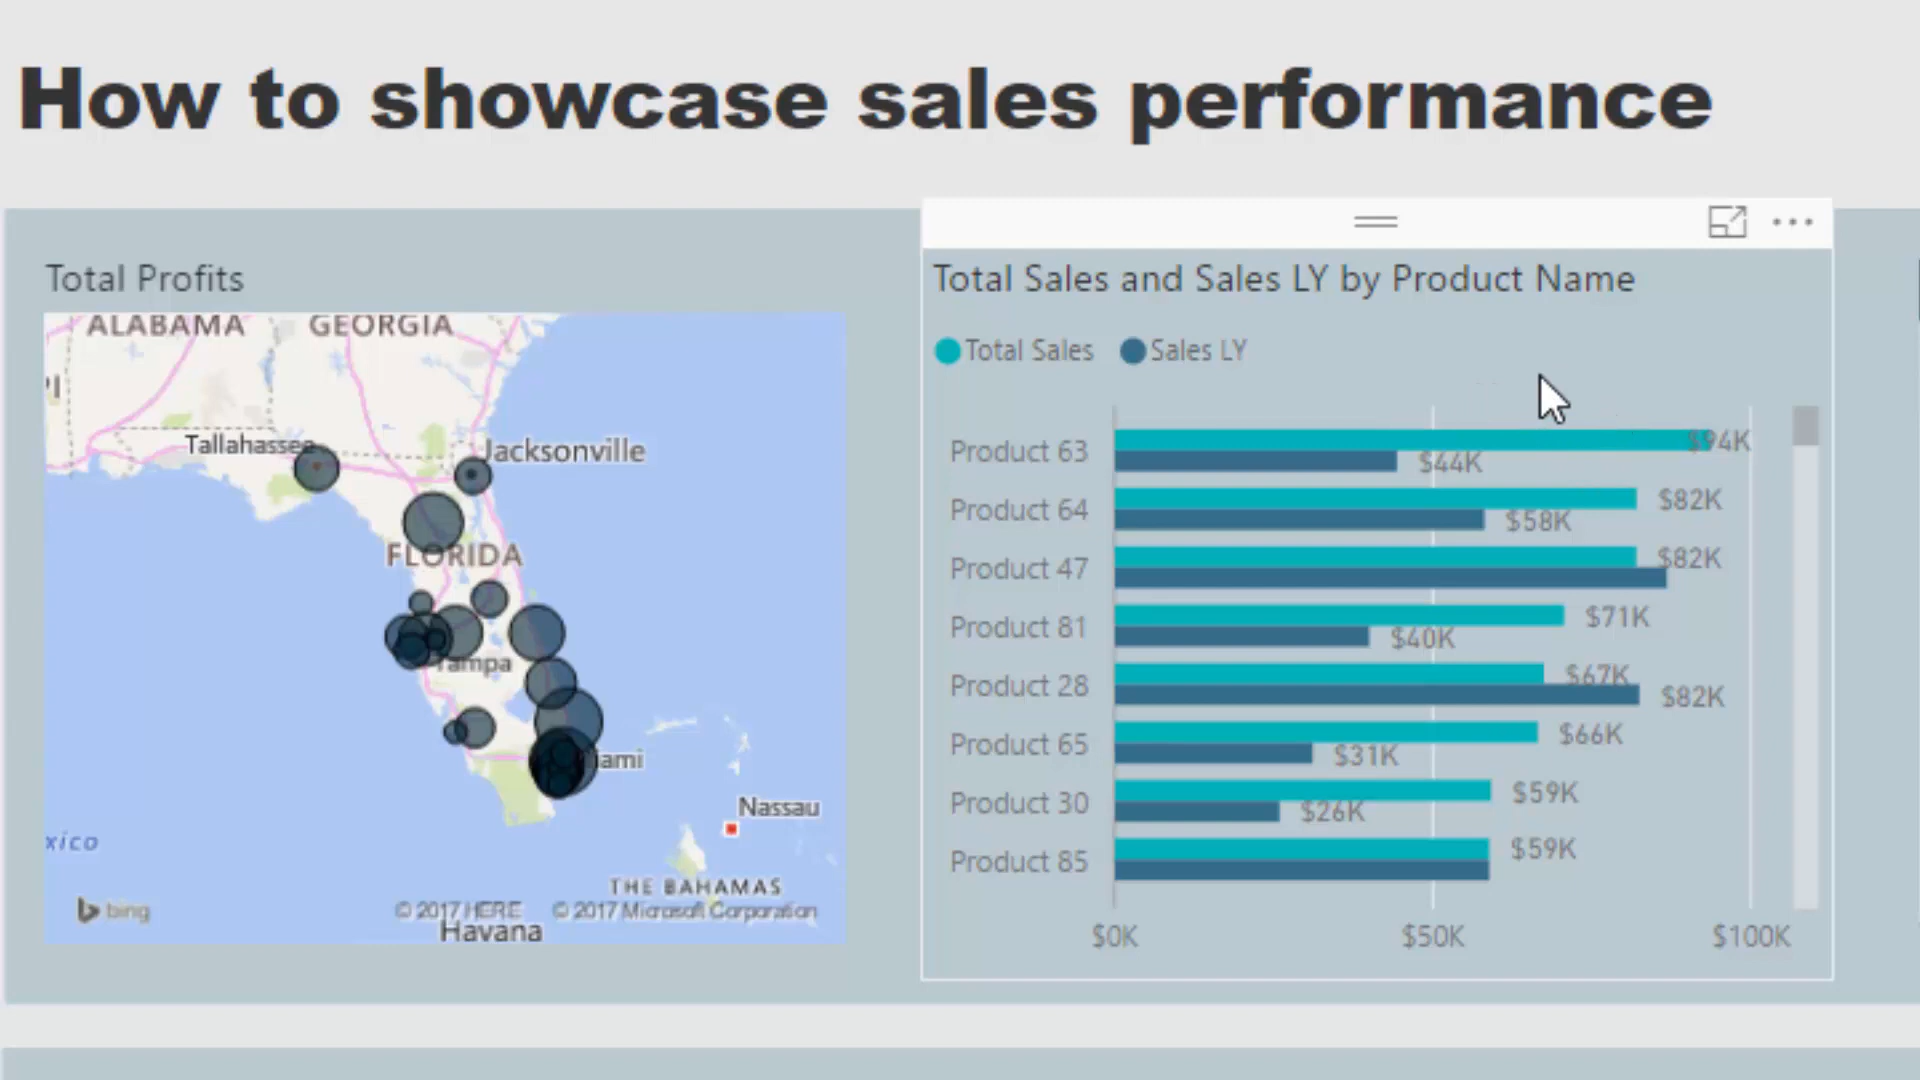 How to showcase sales performance
Total Profits
ALABAMA GEORGIA
Tallahassee
Jacksonville
FLORIDA
Tampa
iami
Nassau
xico
THE BAHAMAS
bing
© 2017 HERE © 2017 Microsoft Corporation
Havana
Total Sales and Sales LY by Product Name
Total Sales Sales LY
Product 63 $94K
$44K
Product 64 $82K
$58K
Product 47 $82K
Product 81 $71K
$40K
Product 28 $67K
$82K
Product 65 $66K
$31K
Product 30 $59K
$26K
Product 85 $59K
$0K $50K $100K